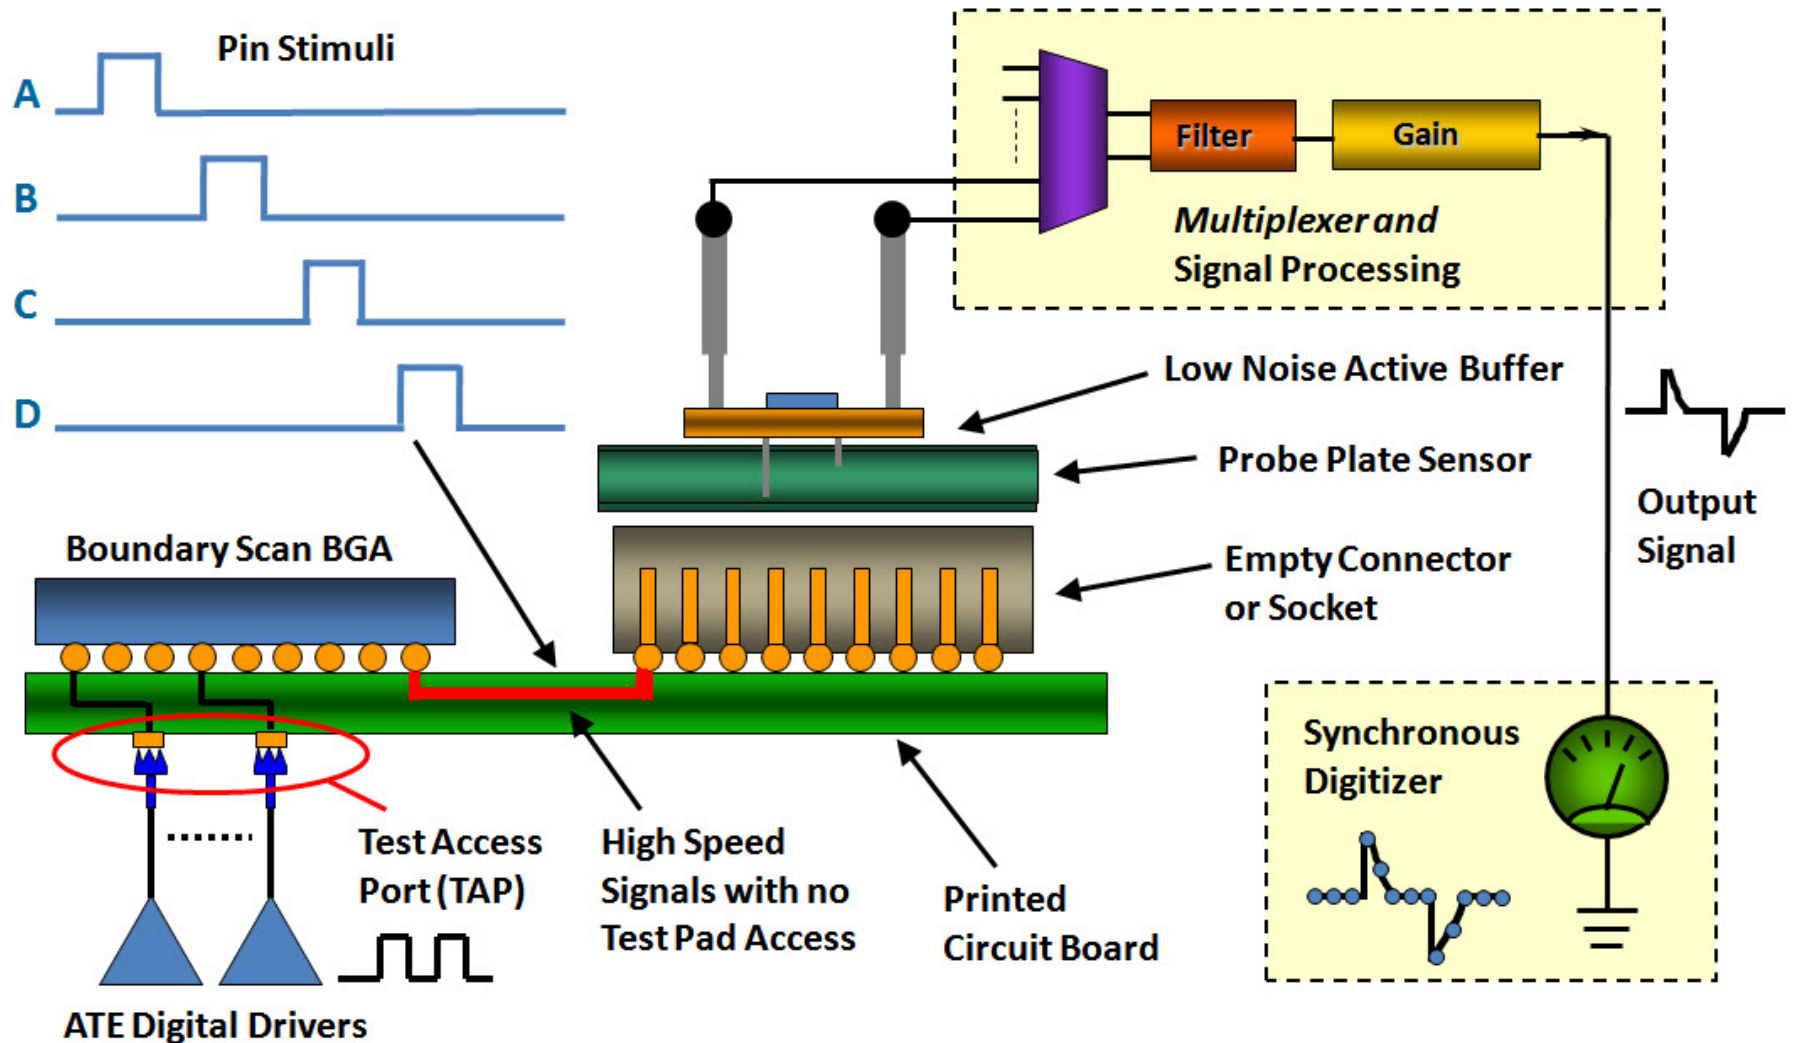 Pin Stimuli
A
B
C
D
Filter
Gain
Multiplexer and
Signal Processing
Low Noise Active Buffer
Probe Plate Sensor
Output
Signal
Boundary Scan BGA
Empty Connector
or Socket
Synchronous
Digitizer
Test Access
Port (TAP)
High Speed
Signals with no
Test Pad Access
Printed
Circuit Board
ATE Digital Drivers